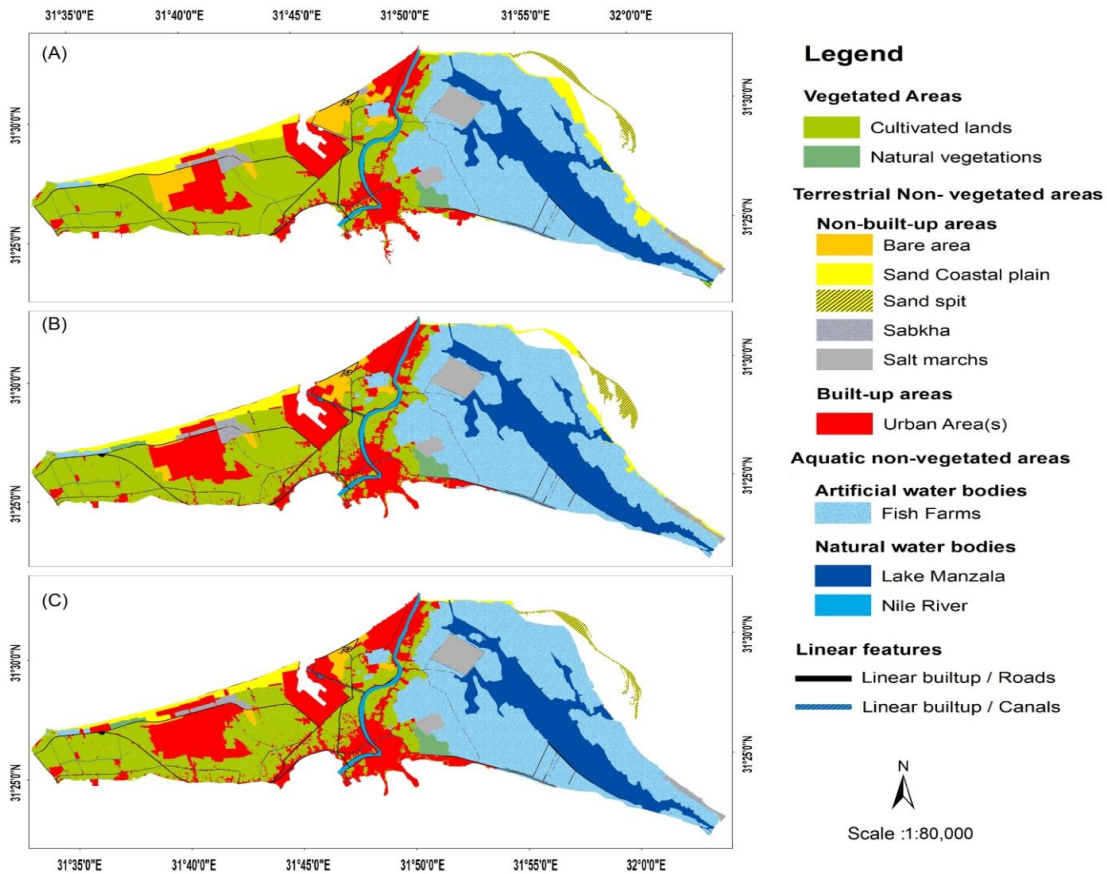 31°35'0"E 31°40'0"E 31°45'0"E 31°50'0"E 31°55'0"E 32°0'0"E
(A)
31°30'0"N
31°25'0"N
31°30'0"N
31°25'0"N
(B)
31°30'0"N
31°25'0"N
31°30'0"N
31°25'0"N
(C)
31°30'0"N
31°25'0"N
31°30'0"N
31°25'0"N
31°35'0"E 31°40'0"E 31°45'0"E 31°50'0"E 31°55'0"E 32°0'0"E
Legend
Vegetated Areas
Cultivated lands
Natural vegetations
Terrestrial Non- vegetated areas
Non-built-up areas
Bare area
Sand Coastal plain
Sand spit
Sabkha
Salt marchs
Built-up areas
Urban Area(s)
Aquatic non-vegetated areas
Artificial water bodies
Fish Farms
Natural water bodies
Lake Manzala
Nile River
Linear features
Linear builtup / Roads
Linear builtup / Canals
N
Scale :1:80,000